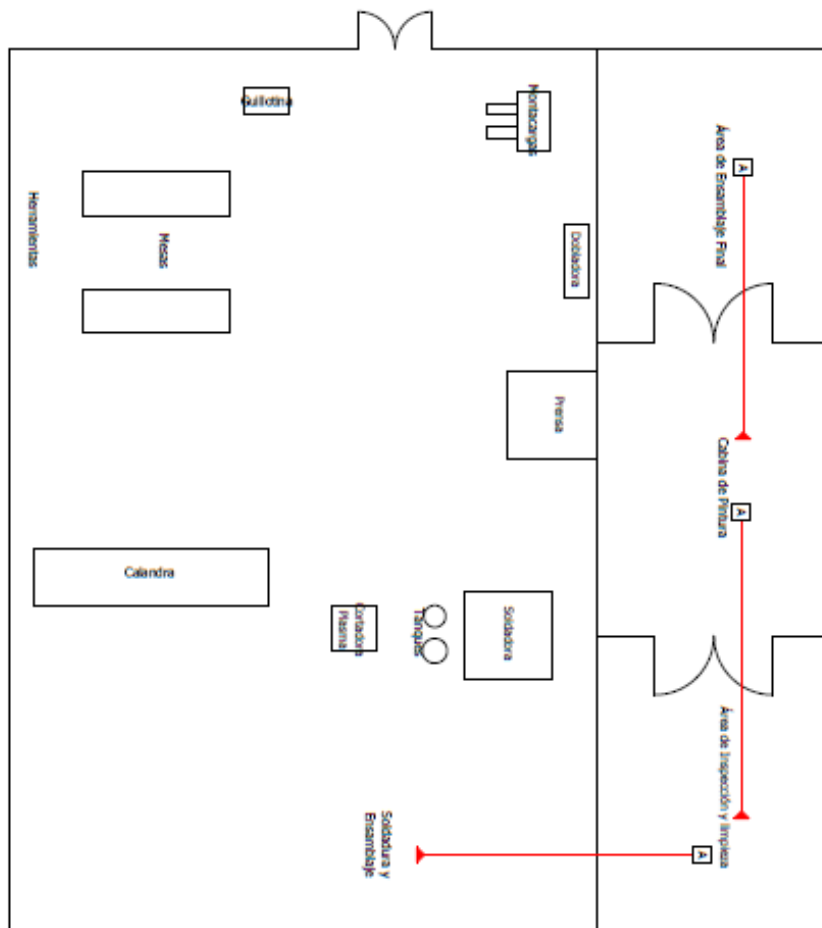 Guillotina
Montacargas
Herramientas
Mesas
Dobladora
Área de Ensamblaje Final
A
Prensa
Cabina de Pintura
A
Calandra
Cortadora
Plasma
Tanques
Soldadora
Área de Inspección y limpieza
Soldadura y
Ensamblaje
A